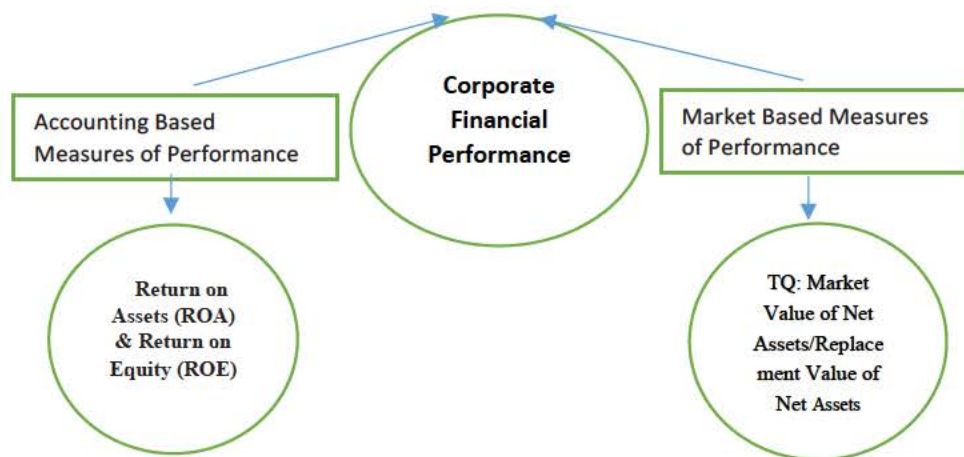 Corporate
Financial
Performance
Accounting Based
Measures of Performance
Market Based Measures
of Performance
Return on
Assets (ROA)
& Return on
Equity (ROE)
TQ: Market
Value of Net
Assets/Replace
ment Value of
Net Assets